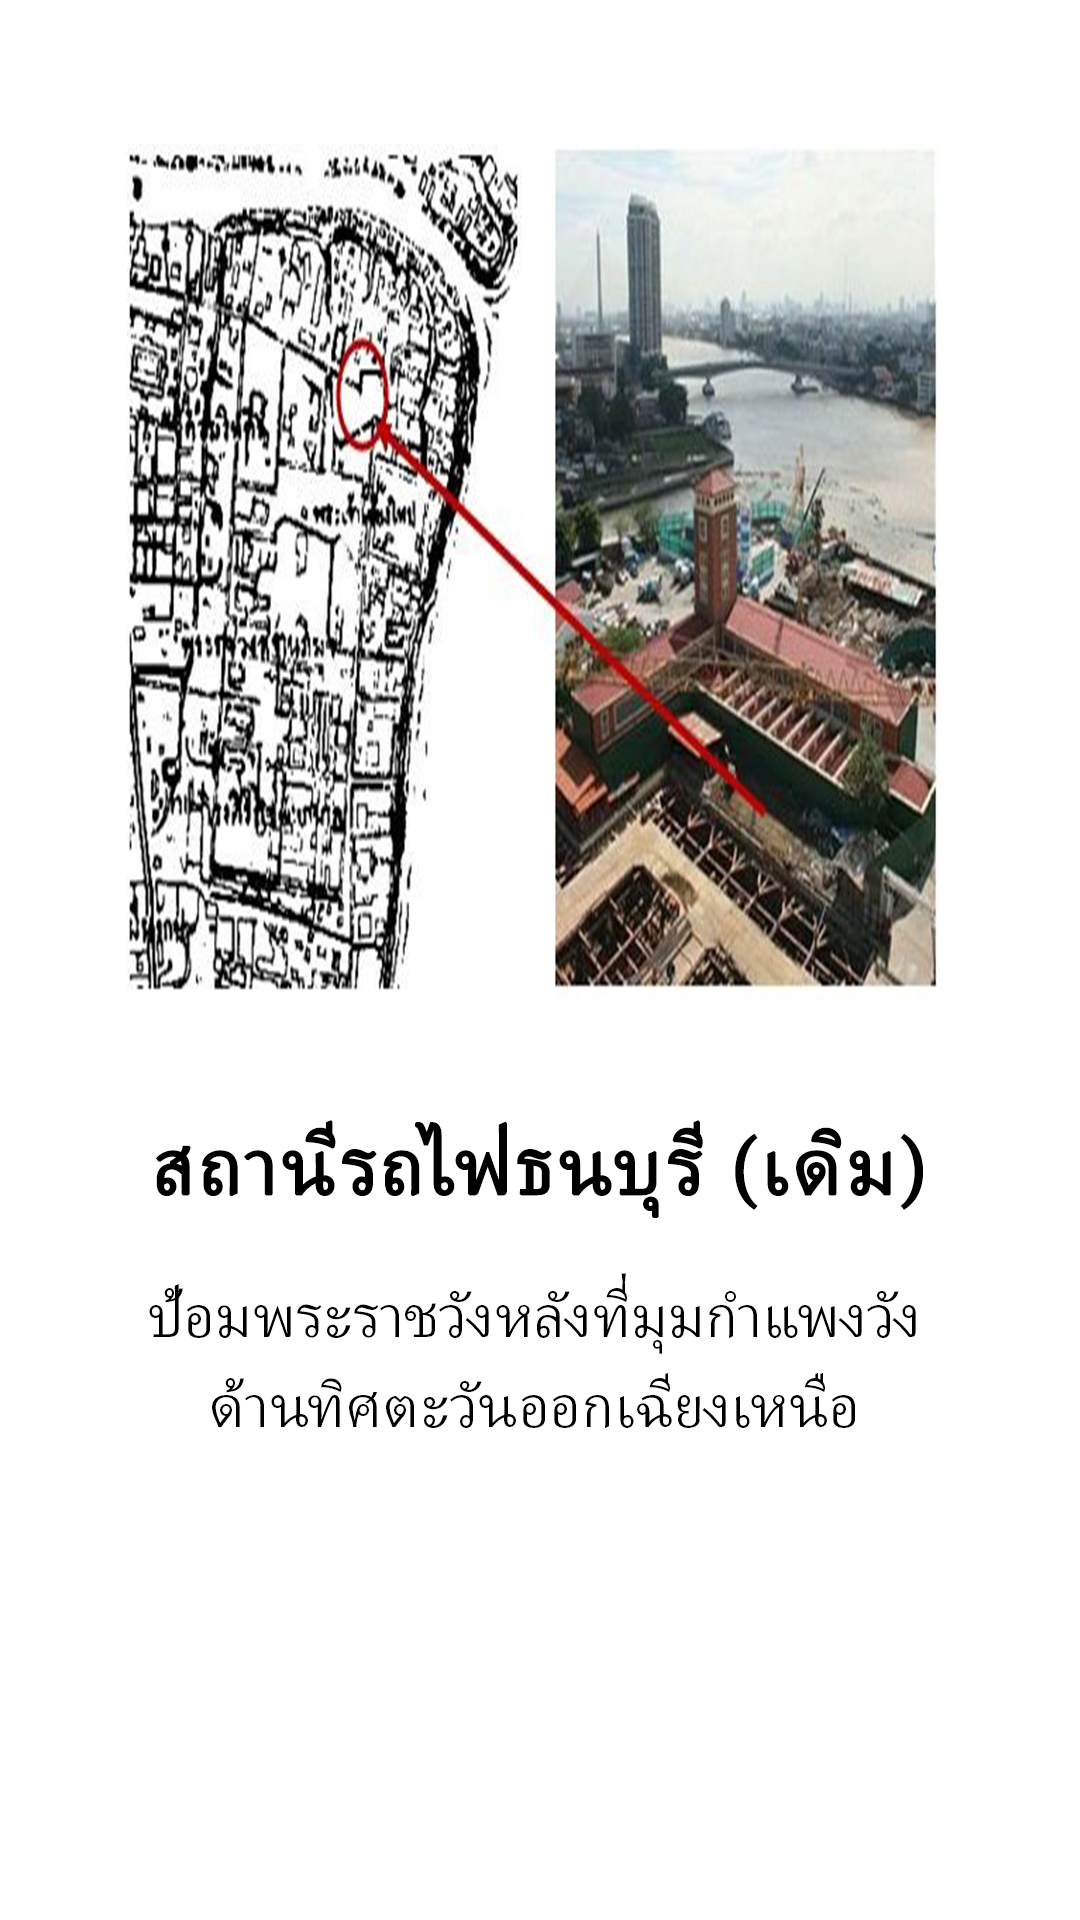 สถานีรถไฟธนบุรี (เดิม)
ป้อมพระราชวังหลังที่มุมกำแพงวัง
ด้านทิศตะวันออกเฉียงเหนือ